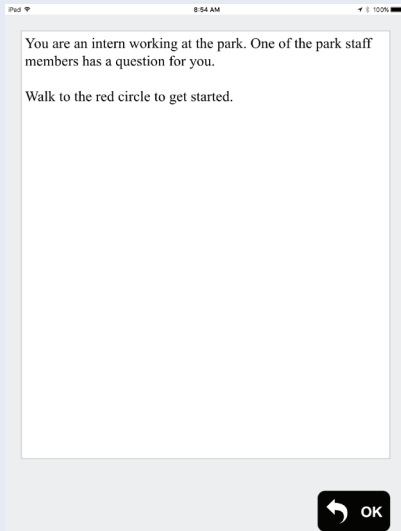 iPad 8:54 AM 100%
You are an intern working at the park. One of the park staff
members has a question for you.
Walk to the red circle to get started.
OK